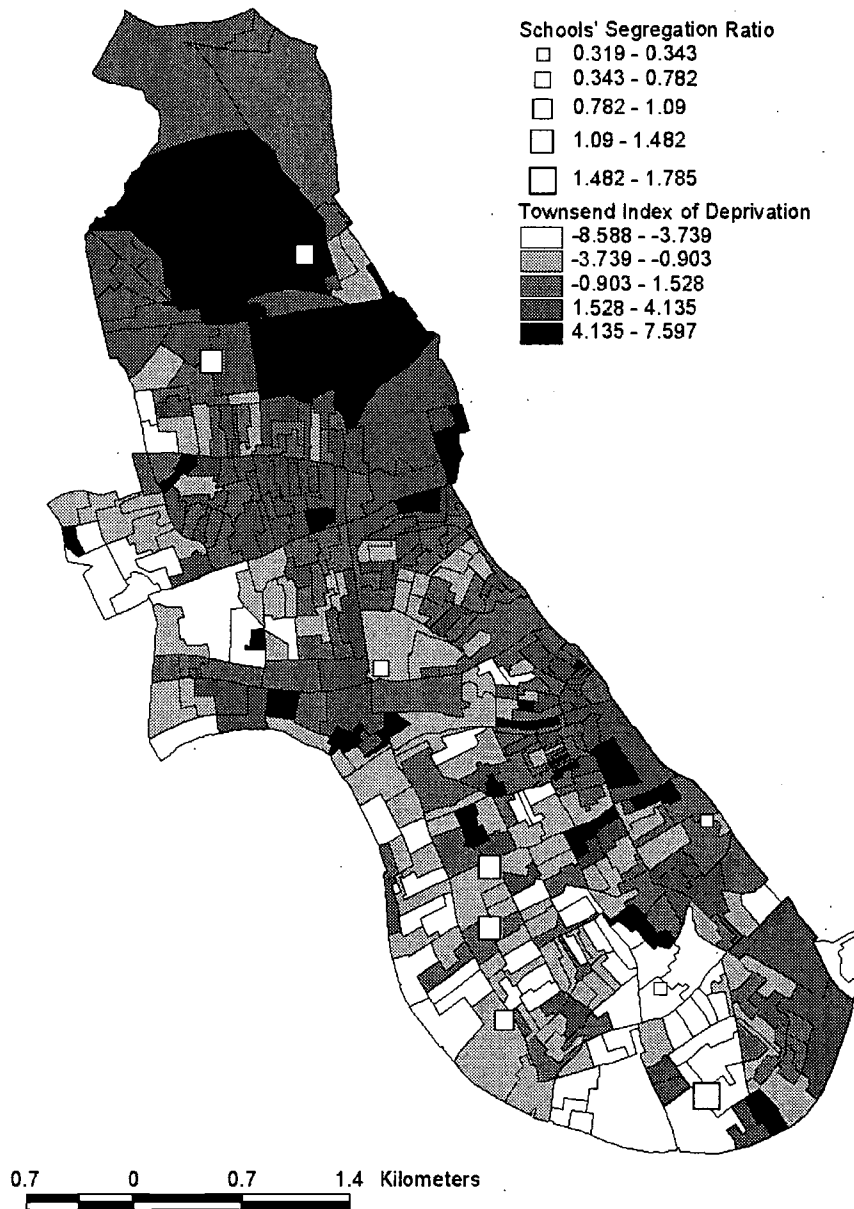 Schools' Segregation Ratio
0.319 - 0.343
0.343 - 0.782
0.782 - 1.09
1.09 - 1.482
1.482 - 1.785
Townsend Index of Deprivation
-8.588 - -3.739
-3.739 - -0.903
-0.903 - 1.528
1.528 - 4.135
4.135 - 7.597
0.7 0 0.7 1.4 Kilometers